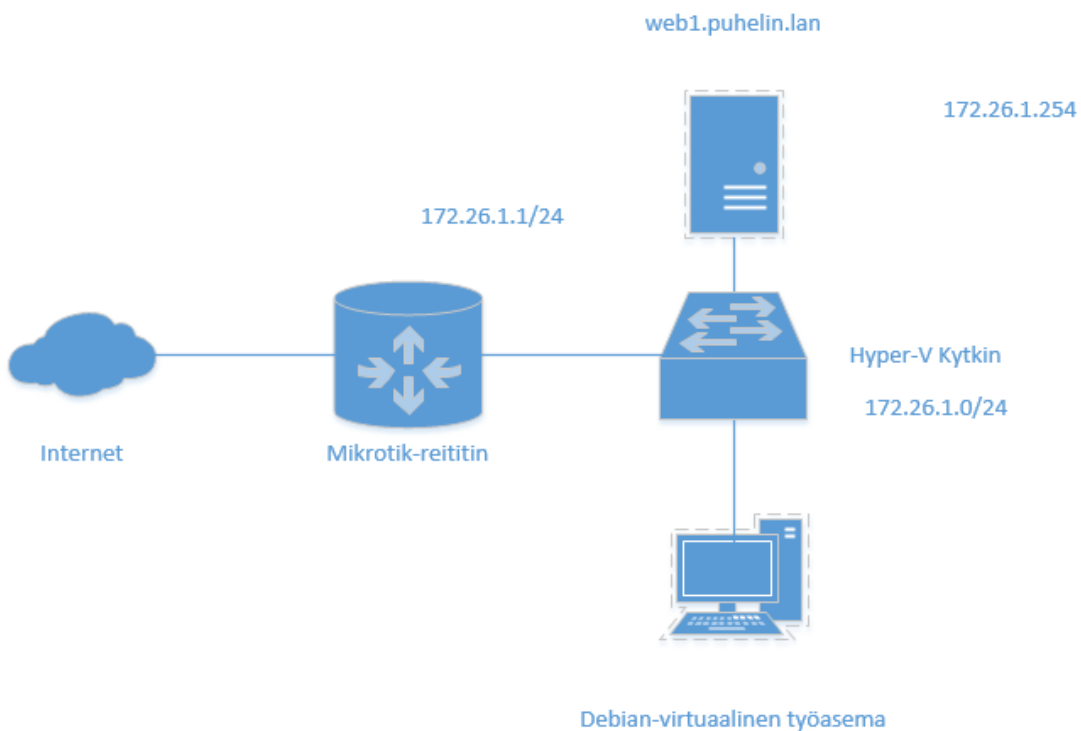 web1.puhelin.lan
172.26.1.254
172.26.1.1/24
Hyper-V Kytkin
172.26.1.0/24
Internet
Mikrotik-reititin
Debian-virtuaalinen työasema